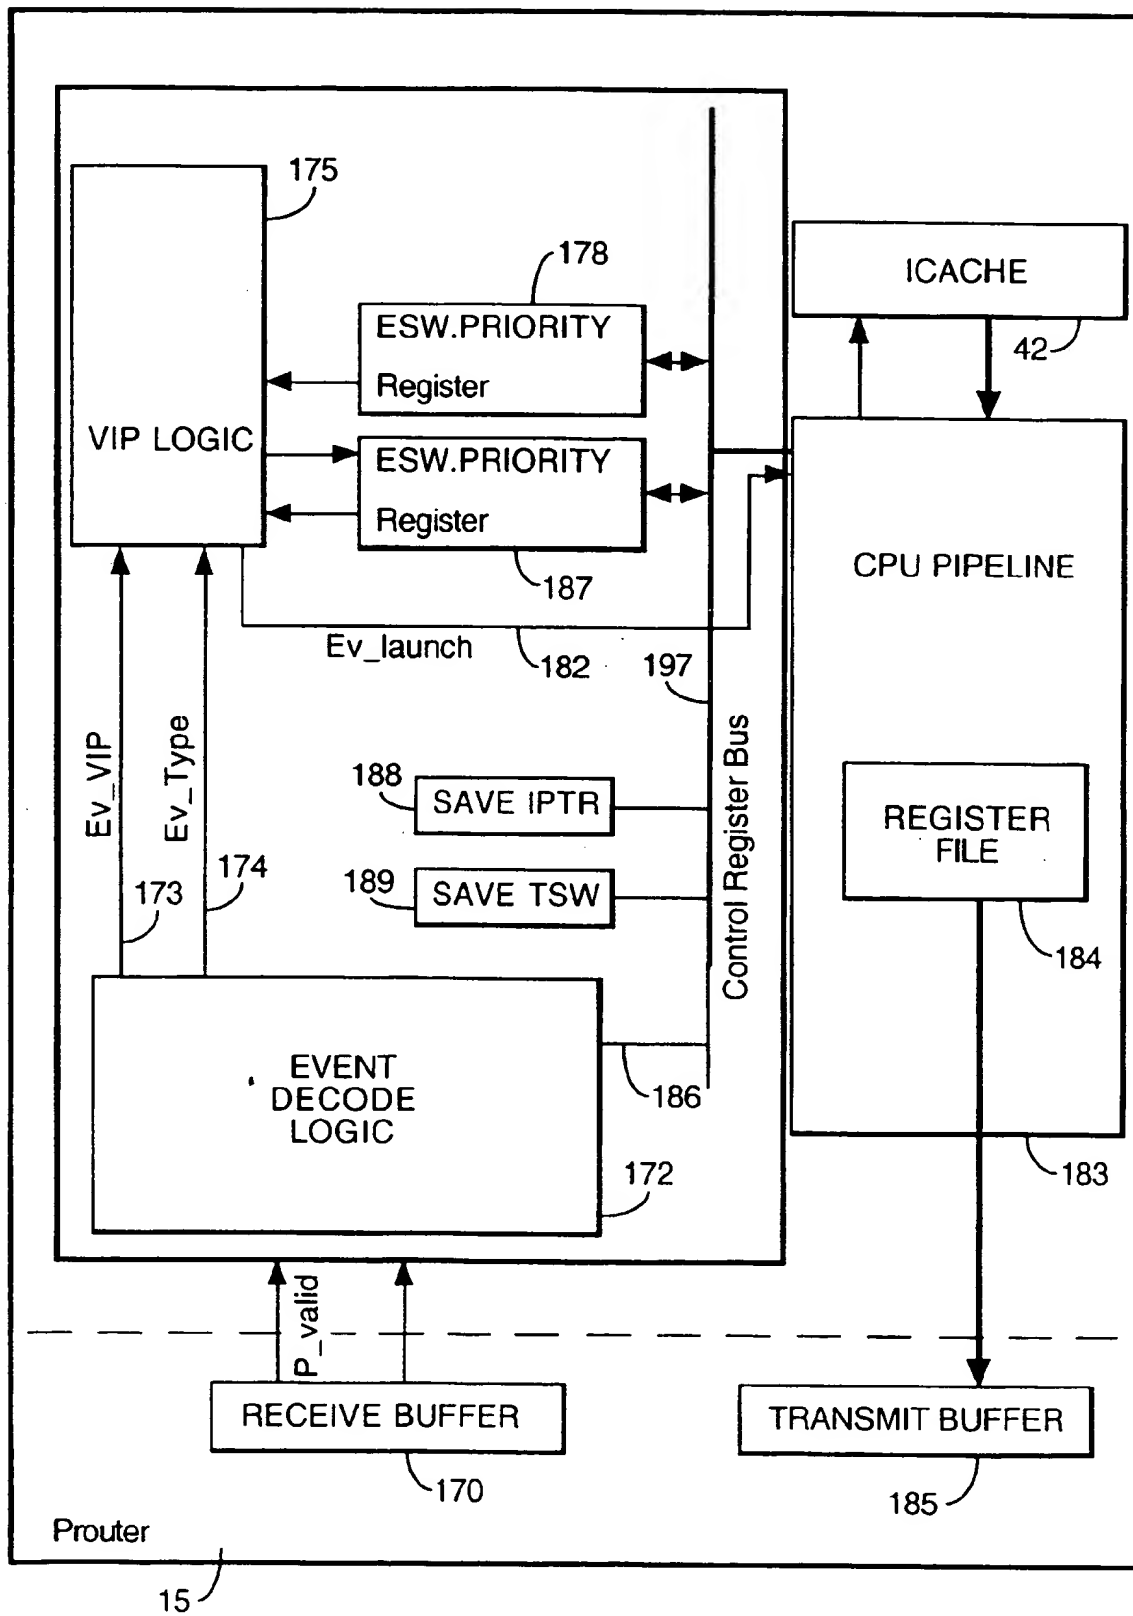 175
178
ICACHE
ESW.PRIORITY
Register
42
VIP LOGIC
ESW.PRIORITY
Register
CPU PIPELINE
187
Ev_launch
182
197
Ev_VIP
Ev_Type
Control Register Bus
188
SAVE IPTR
REGISTER
FILE
189
SAVE TSW
173
174
184
EVENT
DECODE
LOGIC
186
172
183
P_valid
RECEIVE BUFFER
TRANSMIT BUFFER
170
185
Prouter
15